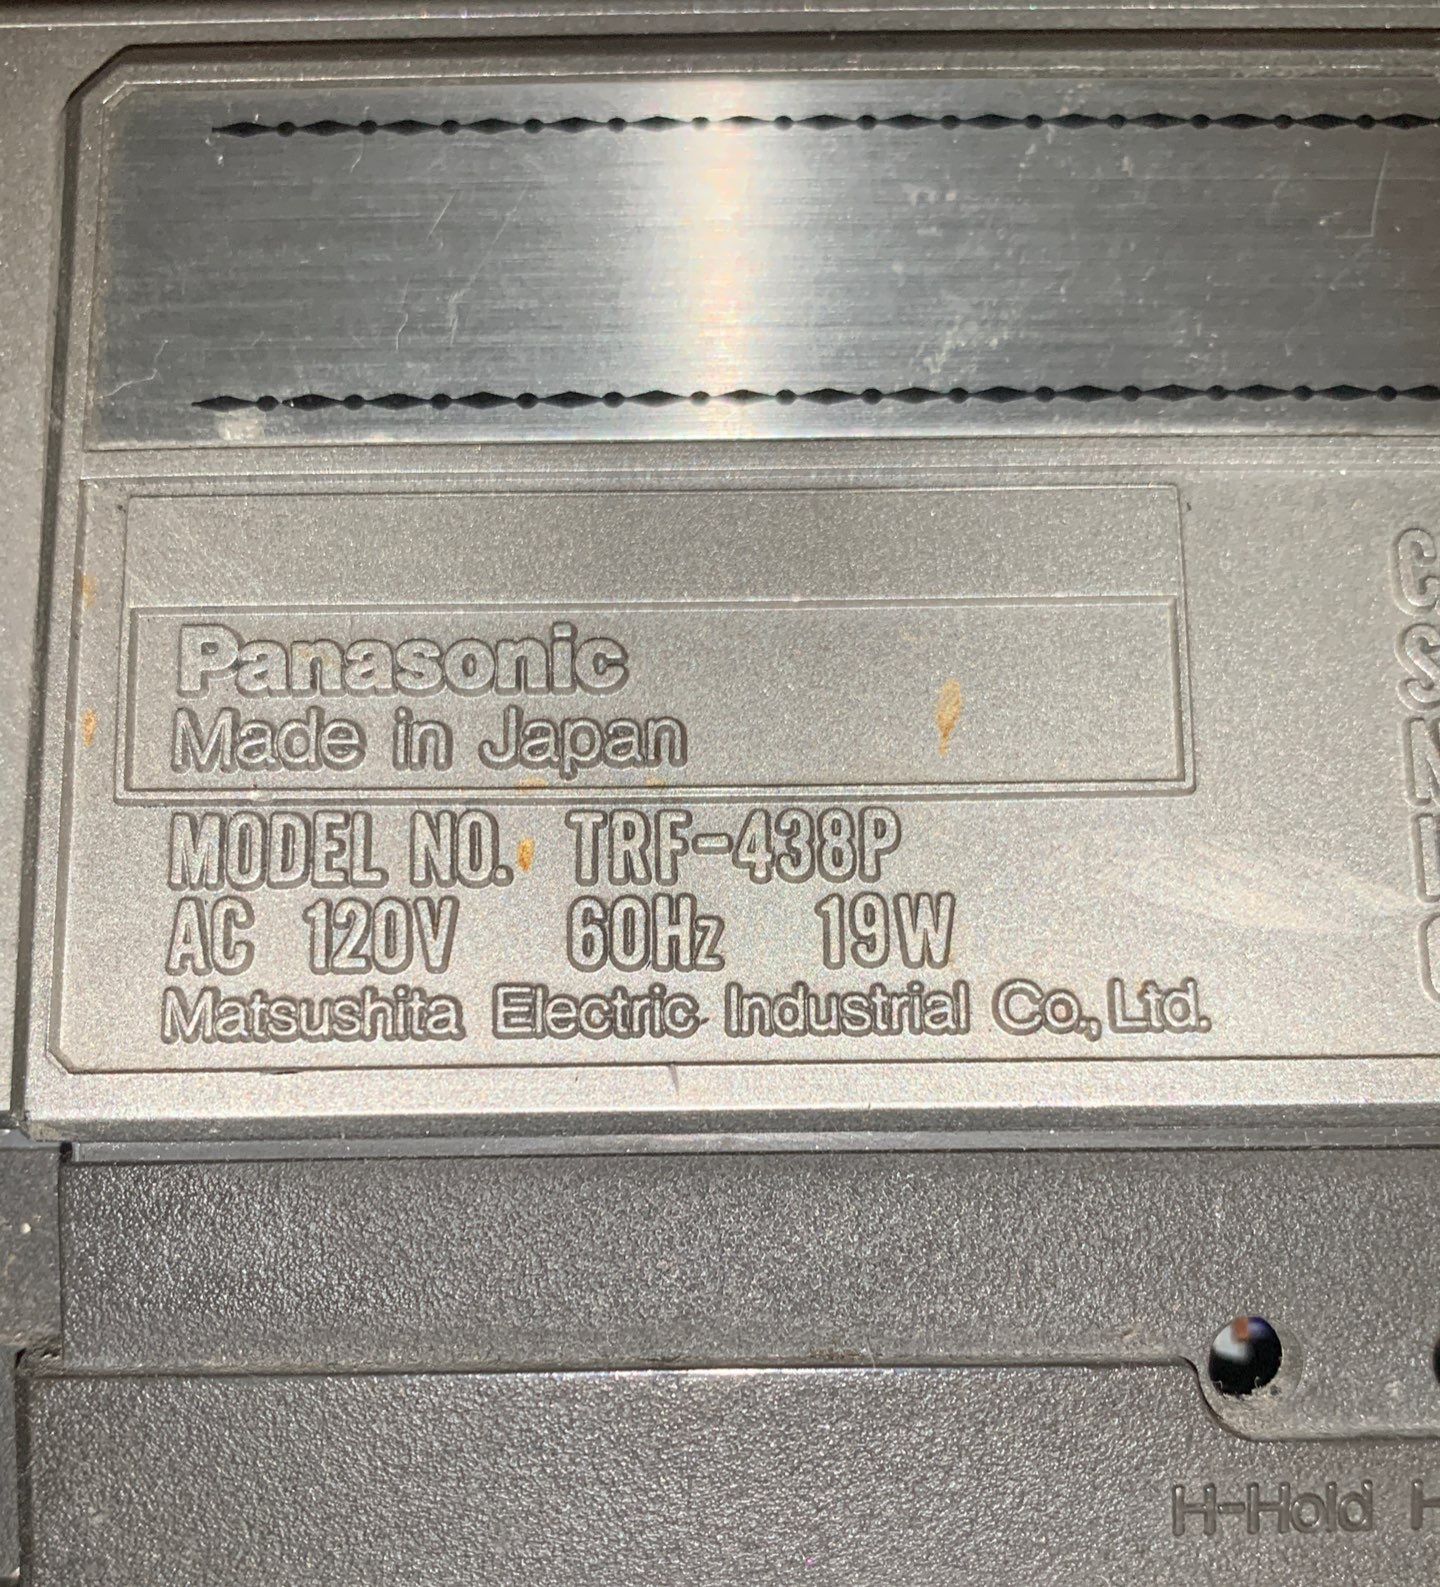 Panasonic
Made in Japan
MODEL NO. TRF-438P
AC 120V 60Hz 19W
Matsushita Electric Industrial Co., Ltd.
H-Hold